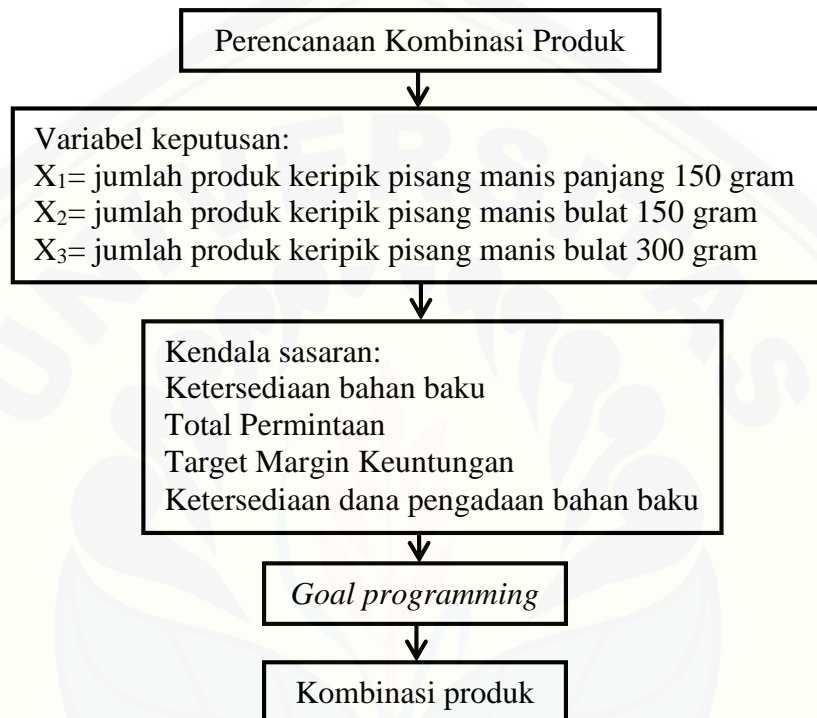 Perencanaan Kombinasi Produk
Variabel keputusan:
X₁= jumlah produk keripik pisang manis panjang 150 gram
X₂= jumlah produk keripik pisang manis bulat 150 gram
X₃= jumlah produk keripik pisang manis bulat 300 gram
Kendala sasaran:
Ketersediaan bahan baku
Total Permintaan
Target Margin Keuntungan
Ketersediaan dana pengadaan bahan baku
Goal programming
Kombinasi produk
UNIVERSITAS